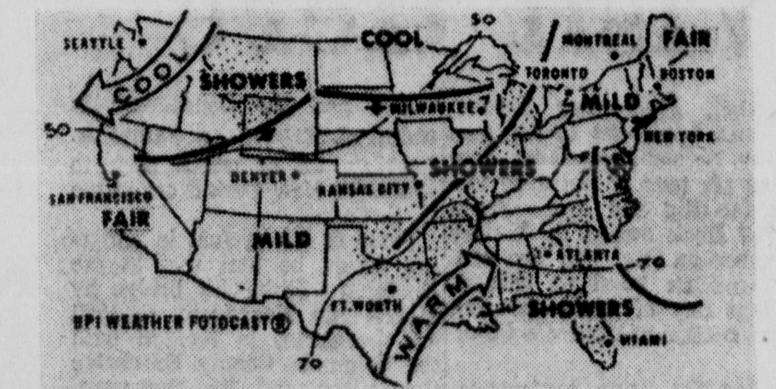 50
COOL
MONTREAL
FAIR
SEATTLE
COOL
SHOWERS
TORONTO
BOSTON
MILD
MILWAUKEE
50
NEW YORK
SHOWERS
DENVER
KANSAS CITY
SAN FRANCISCO
FAIR
MILD
ATLANTA
70
WARM
FT. WORTH
SHOWERS
UPI WEATHER FOTOCAST®
MIAMI
70